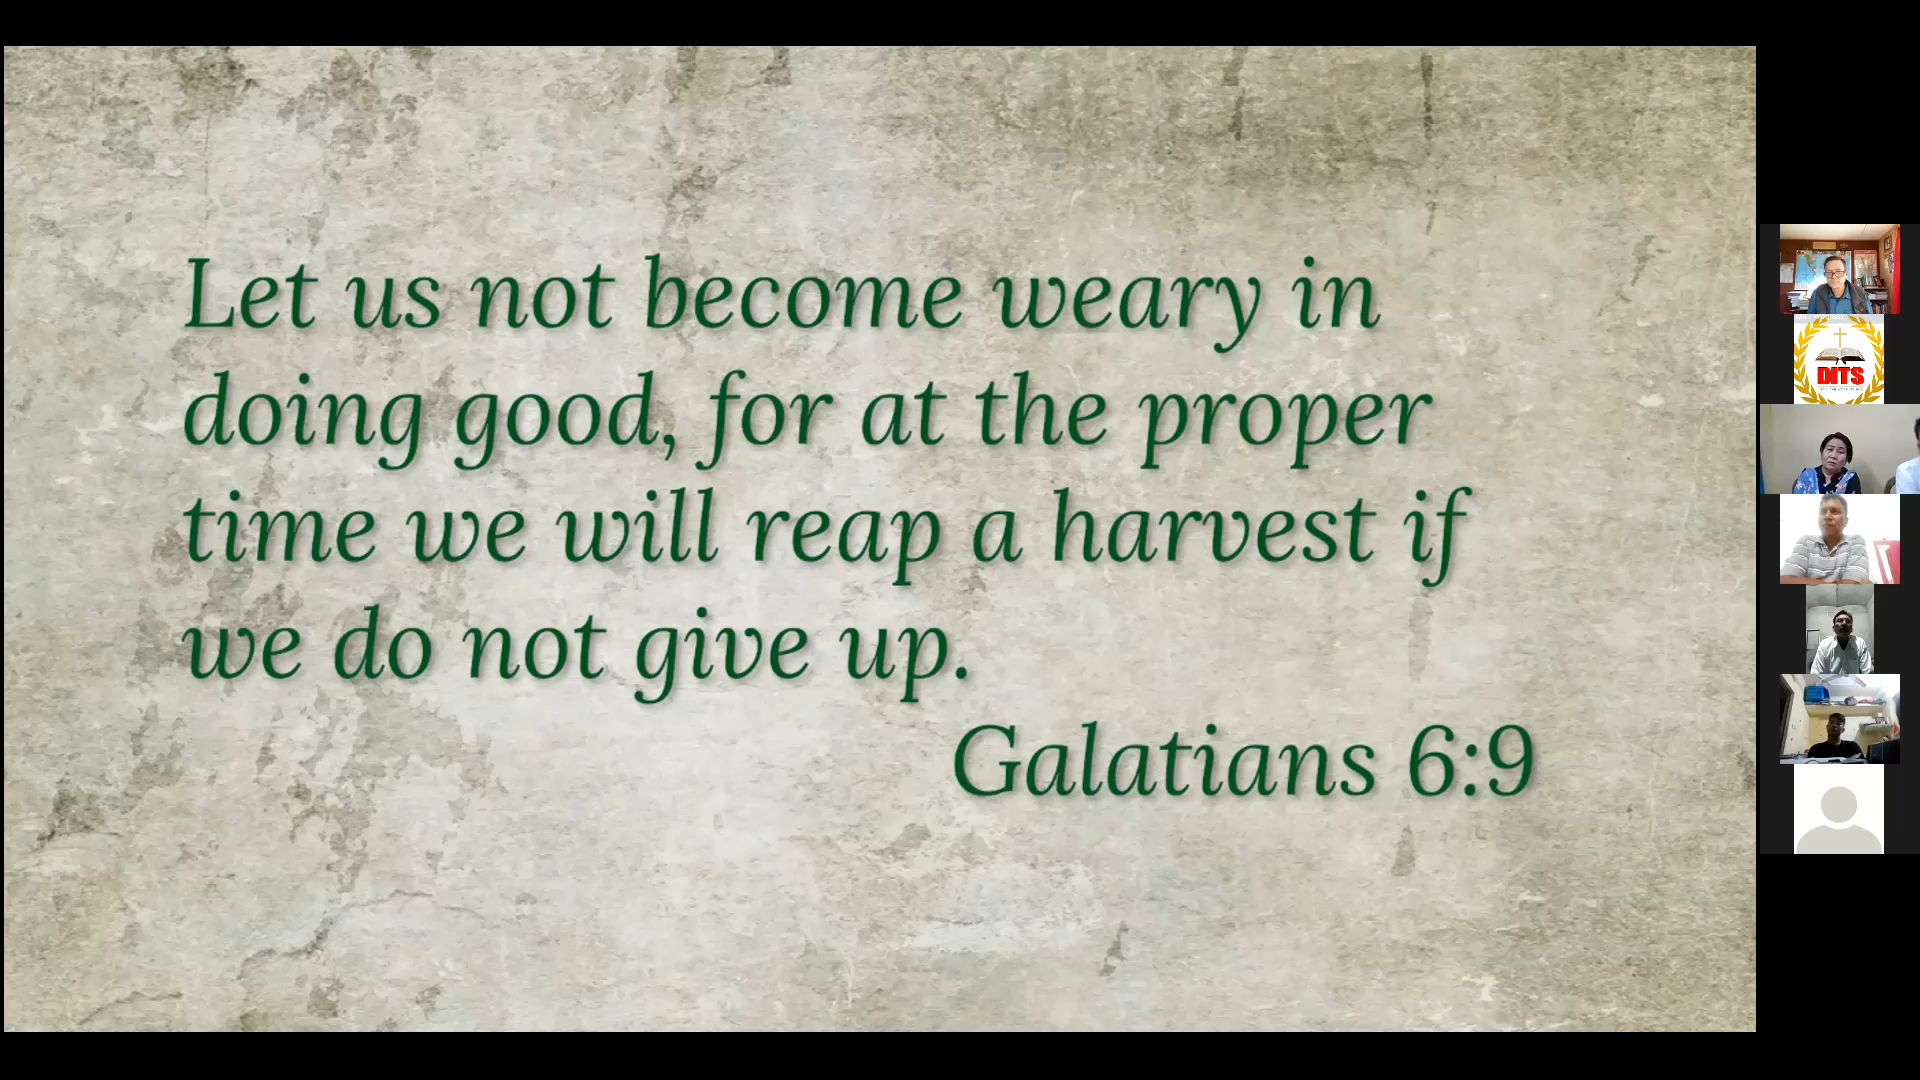 Let us not become weary in
doing good, for at the proper
time we will reap a harvest if
we do not give up.
Galatians 6:9
DITS